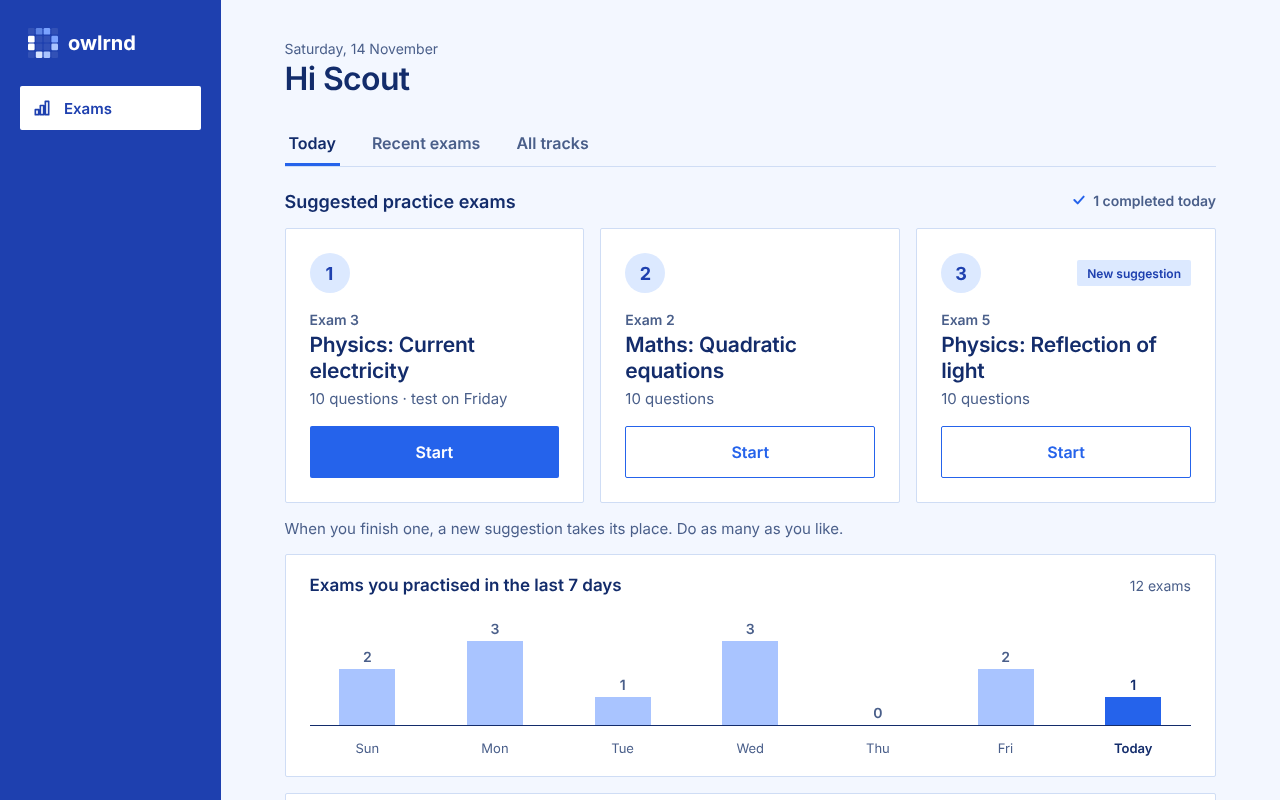 owlrnd
Exams
Saturday, 14 November
Hi Scout
Today
Recent exams
All tracks
Suggested practice exams
1 completed today
1
Exam 3
Physics: Current
electricity
10 questions · test on Friday
Start
2
Exam 2
Maths: Quadratic
equations
10 questions
Start
3
New suggestion
Exam 5
Physics: Reflection of
light
10 questions
Start
When you finish one, a new suggestion takes its place. Do as many as you like.
Exams you practised in the last 7 days
12 exams
2
3
1
3
0
2
1
Sun
Mon
Tue
Wed
Thu
Fri
Today